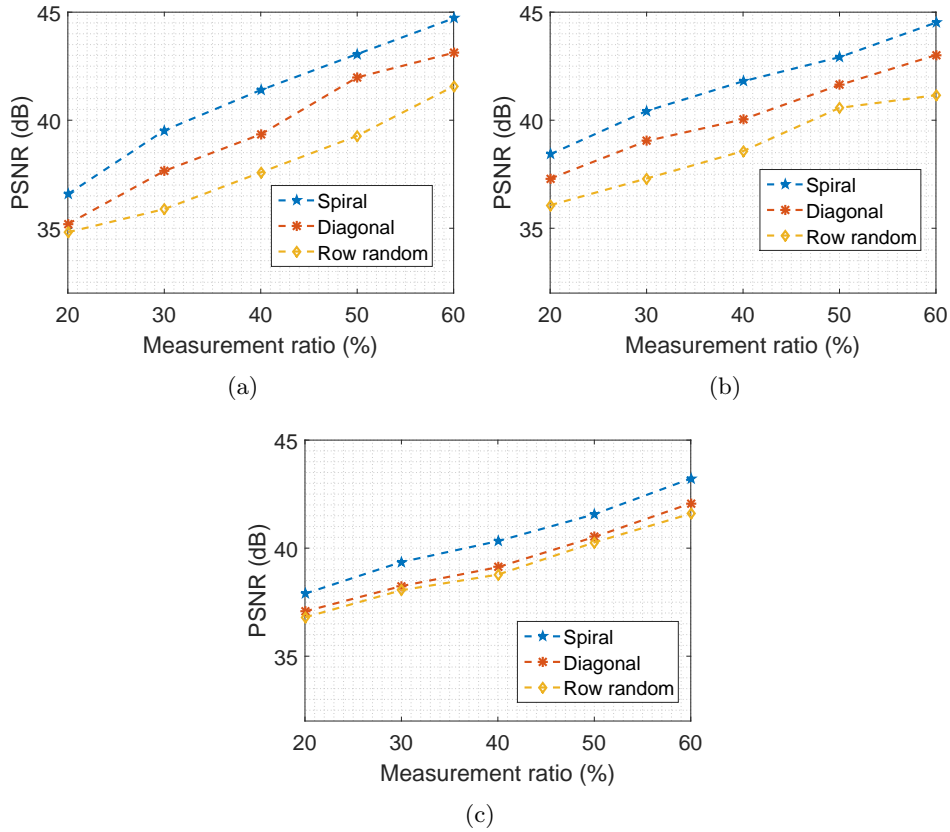 45
40
35
PSNR (dB)
Spiral
Diagonal
Row random
20 30 40 50 60
Measurement ratio (%)
(a)
45
40
35
PSNR (dB)
Spiral
Diagonal
Row random
20 30 40 50 60
Measurement ratio (%)
(b)
45
40
35
PSNR (dB)
Spiral
Diagonal
Row random
20 30 40 50 60
Measurement ratio (%)
(c)